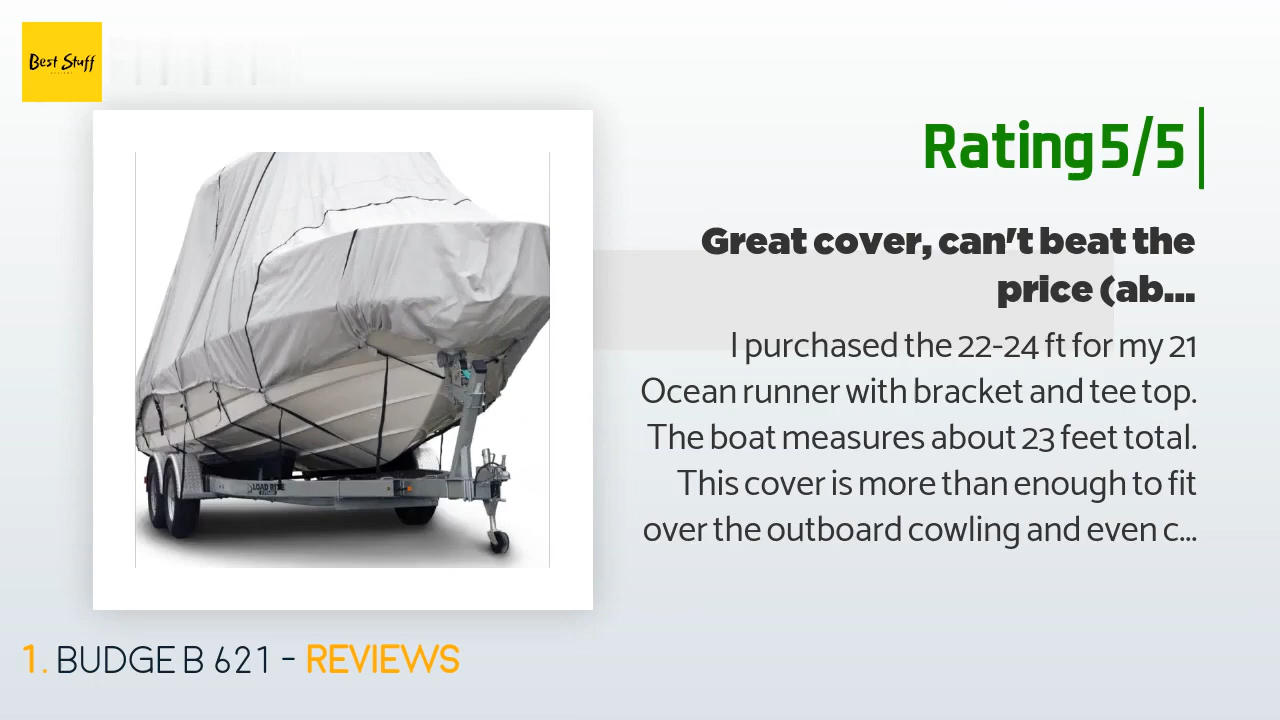 Best Stuff
Rating 5/5
Great cover, can't beat the
price (ab...
I purchased the 22-24 ft for my 21
Ocean runner with bracket and tee top.
The boat measures about 23 feet total.
This cover is more than enough to fit
over the outboard cowling and even c...
LOAD RITE
1. BUDGE B 621 - REVIEWS